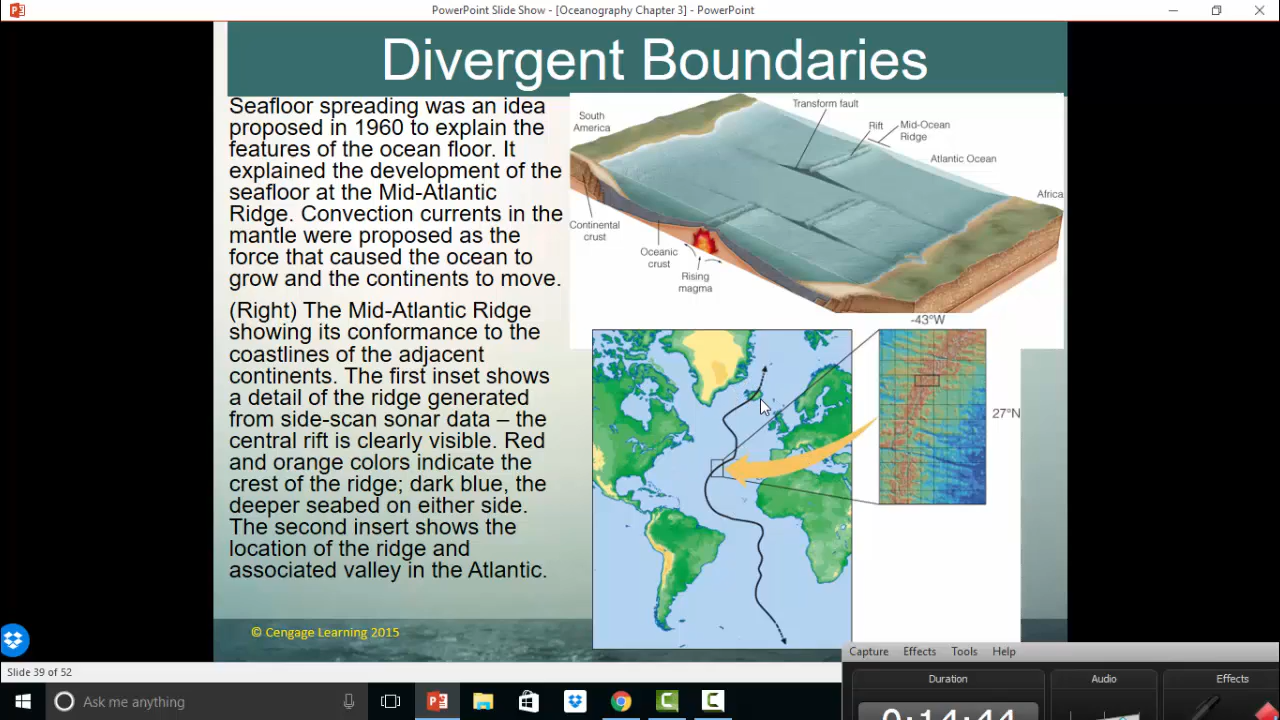 PowerPoint Slide Show - [Oceanography Chapter 3] - PowerPoint
Divergent Boundaries
Seafloor spreading was an idea
proposed in 1960 to explain the
features of the ocean floor. It
explained the development of the
seafloor at the Mid-Atlantic
Ridge. Convection currents in the
mantle were proposed as the
force that caused the ocean to
grow and the continents to move.
(Right) The Mid-Atlantic Ridge
showing its conformance to the
coastlines of the adjacent
continents. The first inset shows
a detail of the ridge generated
from side-scan sonar data – the
central rift is clearly visible. Red
and orange colors indicate the
crest of the ridge; dark blue, the
deeper seabed on either side.
The second insert shows the
location of the ridge and
associated valley in the Atlantic.
South
America
Transform fault
Rift
Mid-Ocean
Ridge
Atlantic Ocean
Africa
Continental
crust
Oceanic
crust
Rising
magma
-43°W
27°N
© Cengage Learning 2015
Slide 39 of 52
Capture Effects Tools Help
Duration
Audio
Effects
0:14:44
Ask me anything